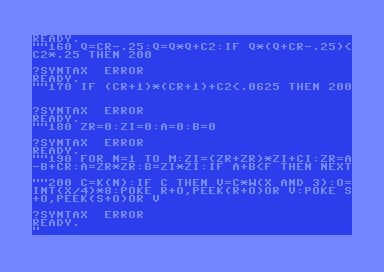 READY.
""160 Q=CR-.25:Q=Q*Q+C2:IF Q*(Q+CR-.25)<
C2*.25 THEN 200
?SYNTAX  ERROR
READY.
""170 IF (CR+1)*(CR+1)+C2<.0625 THEN 200
?SYNTAX  ERROR
READY.
""180 ZR=0:ZI=0:A=0:B=0
?SYNTAX  ERROR
READY.
""190 FOR N=1 TO M:ZI=(ZR+ZR)*ZI+CI:ZR=A
-B+CR:A=ZR*ZR:B=ZI*ZI:IF A+B<F THEN NEXT
""200 C=K(N):IF C THEN V=C*W(X AND 3):O=
INT(X/4)*8:POKE R+O,PEEK(R+O)OR V:POKE S
+O,PEEK(S+O)OR V
?SYNTAX  ERROR
READY.
"